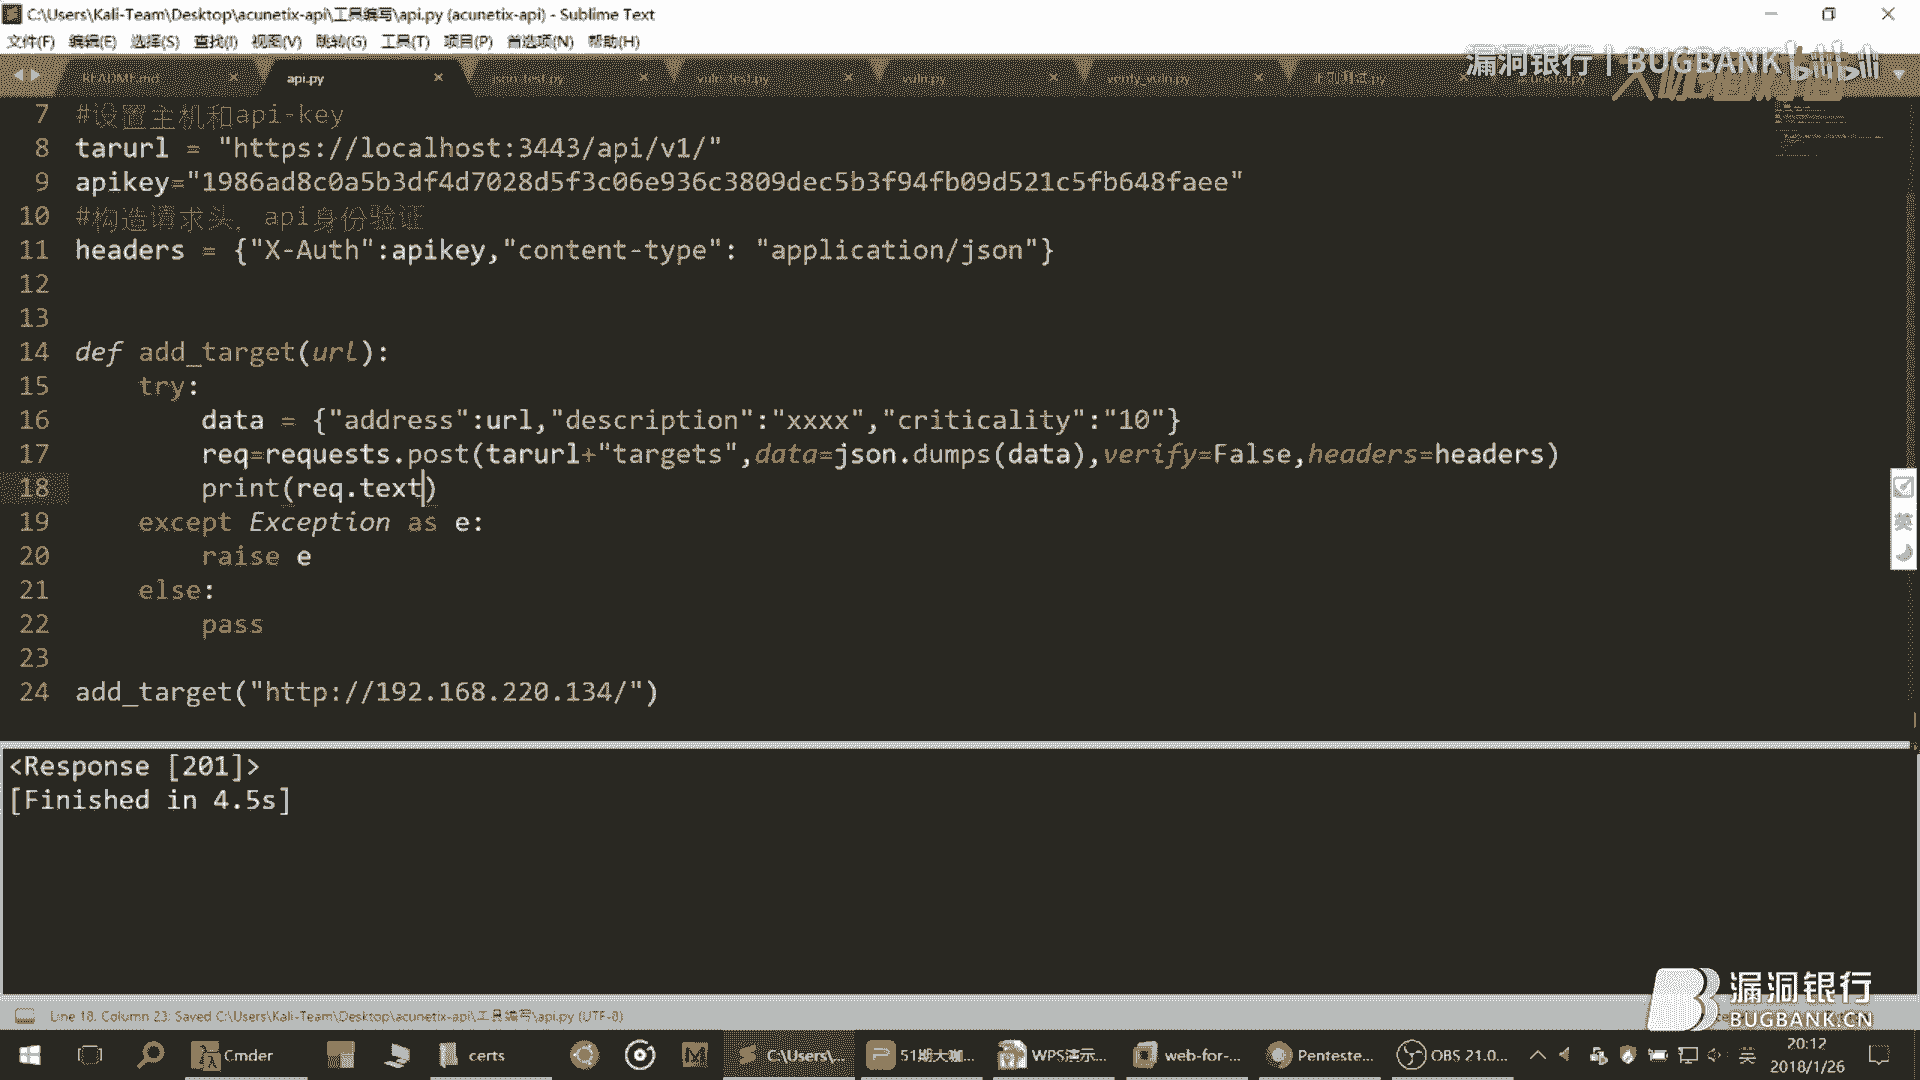 C:\Users\Kali-Team\Desktop\acunetix-api\工具编写\api.py (acunetix-api) - Sublime Text
文件(F) 编辑(E) 选择(S) 查找(I) 视图(V) 跳转(G) 工具(T) 项目(P) 首选项(N) 帮助(H)
漏洞银行 | BUGBANK bilibili
README.md api.py json_test.py vuln_test.py vuln.py verify_vuln.py
7 #设置主机和api-key
8 tarurl = "https://localhost:3443/api/v1/"
9 apikey="1986ad8c0a5b3df4d7028d5f3c06e936c3809dec5b3f94fb09d521c5fb648faee"
10 #构造请求头，api身份验证
11 headers = {"X-Auth":apikey,"content-type": "application/json"}
12
13
14 def add_target(url):
15 try:
16 data = {"address":url,"description":"xxxx","criticality":"10"}
17 req=requests.post(tarurl+"targets",data=json.dumps(data),verify=False,headers=headers)
18 print(req.text)
19 except Exception as e:
20 raise e
21 else:
22 pass
23
24 add_target("http://192.168.220.134/")
英
<Response [201]>
[Finished in 4.5s]
漏洞银行
BUGBANK.CN
Line 18, Column 23; Saved C:\Users\Kali-Team\Desktop\acunetix-api\工具编写\api.py (UTF-8)
Cmder certs C:\Users\... 51期大咖... WPS演示... web-for-... Penteste... OBS 21.0... 英 20:12
2018/1/26